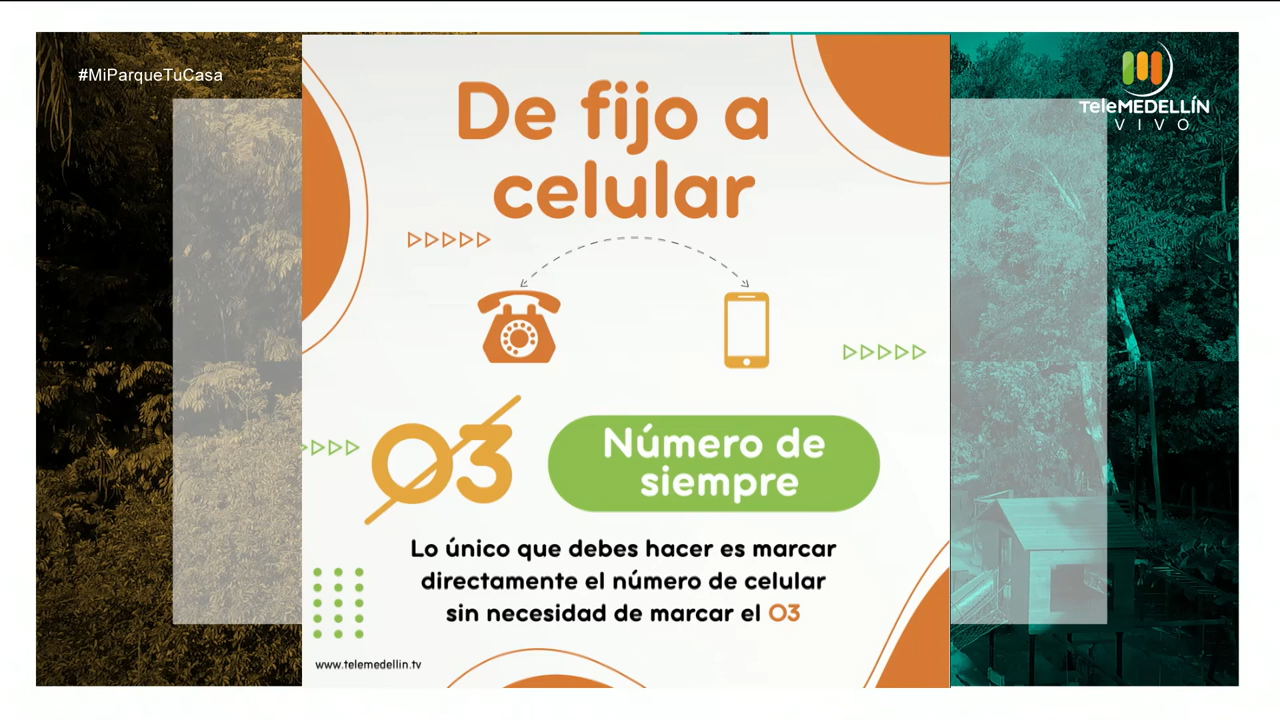 #MiParqueTuCasa
TeleMEDELLÍN
VIVO
De fijo a
celular
03
Número de
siempre
Lo único que debes hacer es marcar
directamente el número de celular
sin necesidad de marcar el 03
www.telemedellin.tv